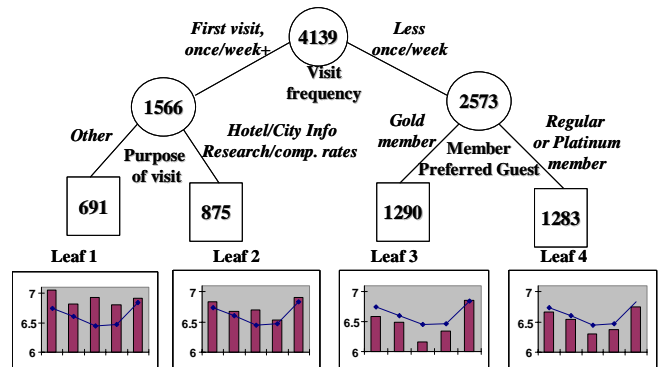 First visit,
once/week+
4139
Less
once/week
Visit
frequency
1566
2573
Other
Purpose
of visit
Hotel/City Info
Research/comp. rates
Gold
member
Member
Preferred Guest
Regular
or Platinum
member
691
875
1290
1283
Leaf 1
Leaf 2
Leaf 3
Leaf 4
7
6.5
6
7
6.5
6
7
6.5
6
7
6.5
6